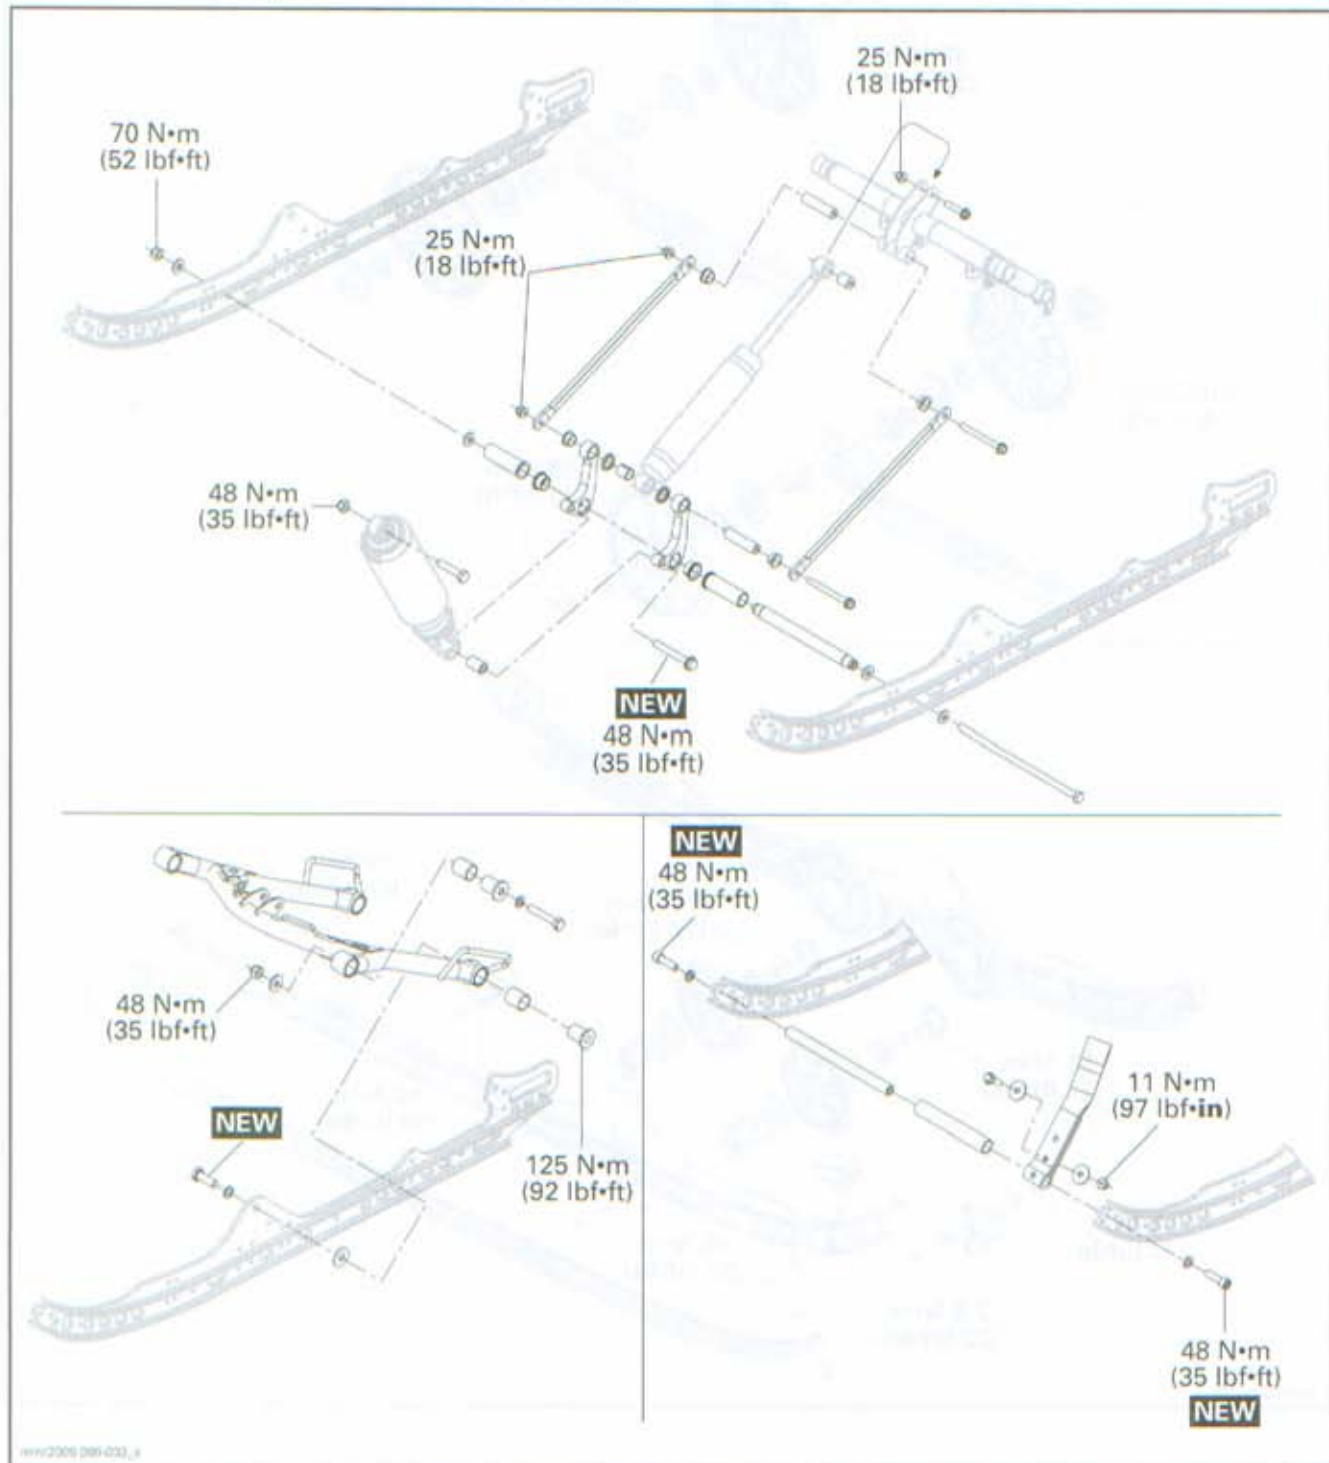 25 N•m
(18 lbf•ft)
70 N•m
(52 lbf•ft)
25 N•m
(18 lbf•ft)
48 N•m
(35 lbf•ft)
NEW
48 N•m
(35 lbf•ft)
NEW
48 N•m
(35 lbf•ft)
48 N•m
(35 lbf•ft)
NEW
125 N•m
(92 lbf•ft)
11 N•m
(97 lbf•in)
48 N•m
(35 lbf•ft)
NEW